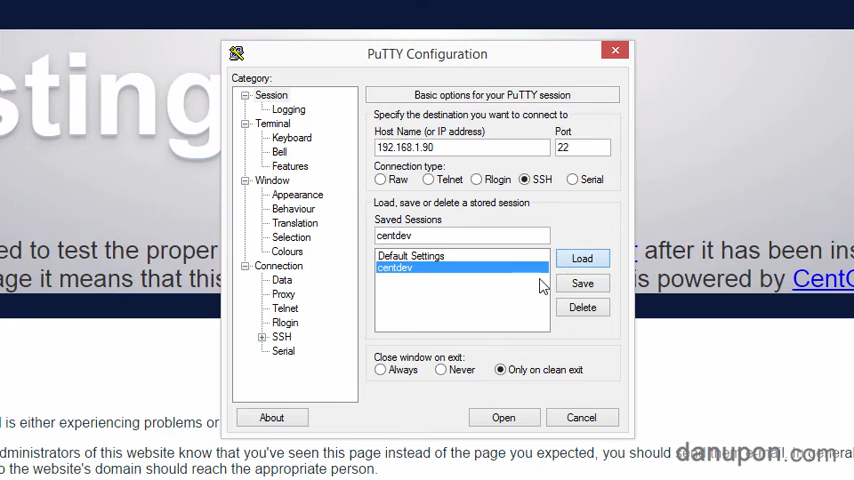 sting
PuTTY Configuration
Category:
Session
Logging
Terminal
Keyboard
Bell
Features
Window
Appearance
Behaviour
Translation
Selection
Colours
Connection
Data
Proxy
Telnet
Rlogin
SSH
Serial
Basic options for your PuTTY session
Specify the destination you want to connect to
Host Name (or IP address) Port
192.168.1.90 22
Connection type:
Raw Telnet Rlogin SSH Serial
Load, save or delete a stored session
Saved Sessions
centdev
Default Settings
centdev
Load
Save
Delete
Close window on exit:
Always Never Only on clean exit
About Open Cancel
ed to test the proper after it has been ins
age it means that this is powered by CentO
is either experiencing problems or
dministrators of this website know that you've seen this page instead of the page you expected, you should
o the website's domain should reach the appropriate person.
danupon.com